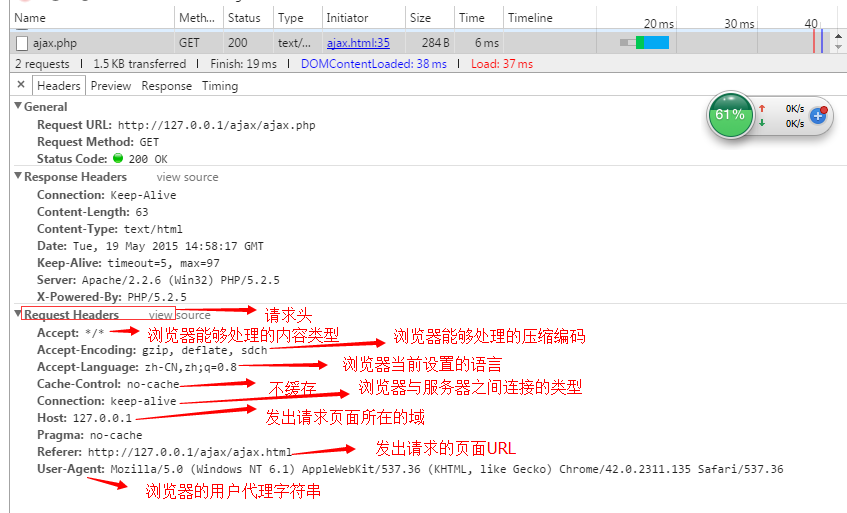 Name Meth... Status Type Initiator Size Time Timeline
20 ms 30 ms 40
ajax.php GET 200 text/... ajax.html:35 284 B 6 ms
2 requests | 1.5 KB transferred | Finish: 19 ms | DOMContentLoaded: 38 ms | Load: 37 ms
× Headers Preview Response Timing
General
Request URL: http://127.0.0.1/ajax/ajax.php
Request Method: GET
Status Code: 200 OK
61% 0K/s
0K/s
Response Headers view source
Connection: Keep-Alive
Content-Length: 63
Content-Type: text/html
Date: Tue, 19 May 2015 14:58:17 GMT
Keep-Alive: timeout=5, max=97
Server: Apache/2.2.6 (Win32) PHP/5.2.5
X-Powered-By: PHP/5.2.5
Request Headers view source 请求头
Accept: */* 浏览器能够处理的内容类型
Accept-Encoding: gzip, deflate, sdch 浏览器能够处理的压缩编码
Accept-Language: zh-CN,zh;q=0.8 浏览器当前设置的语言
Cache-Control: no-cache 不缓存
Connection: keep-alive 浏览器与服务器之间连接的类型
Host: 127.0.0.1 发出请求页面所在的域
Pragma: no-cache
Referer: http://127.0.0.1/ajax/ajax.html 发出请求的页面URL
User-Agent: Mozilla/5.0 (Windows NT 6.1) AppleWebKit/537.36 (KHTML, like Gecko) Chrome/42.0.2311.135 Safari/537.36
浏览器的用户代理字符串